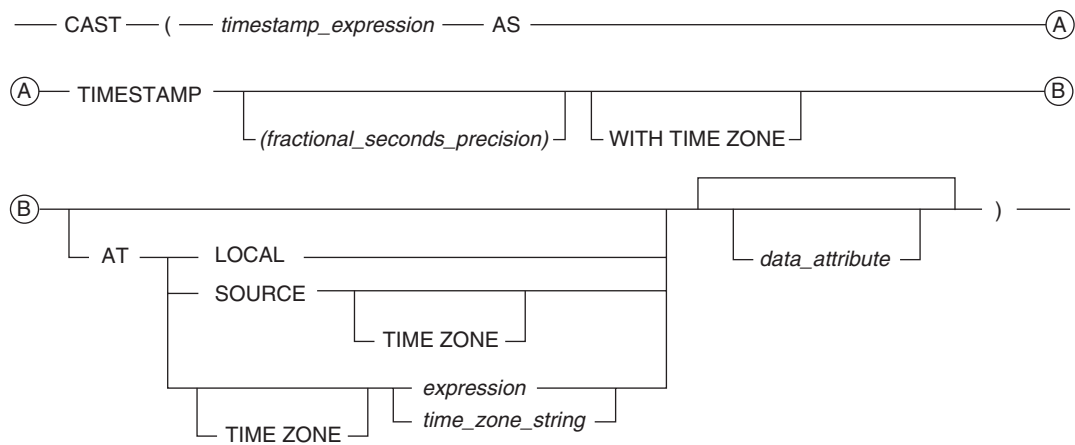 CAST ( timestamp_expression AS A
A TIMESTAMP B
(fractional_seconds_precision) WITH TIME ZONE
B )
AT LOCAL data_attribute
SOURCE
TIME ZONE
expression
TIME ZONE time_zone_string